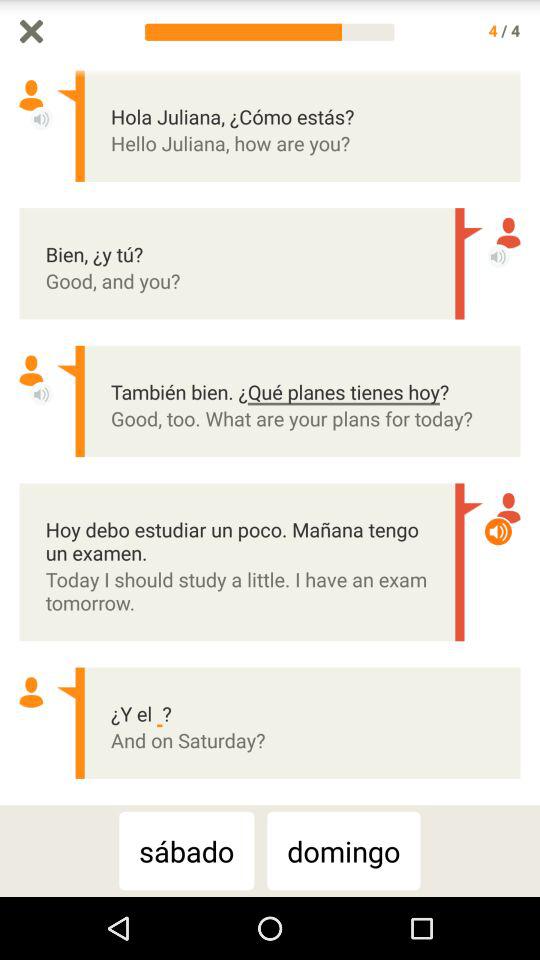 4 / 4
Hola Juliana, ¿Cómo estás?
Hello Juliana, how are you?
Bien, ¿y tú?
Good, and you?
También bien. ¿Qué planes tienes hoy?
Good, too. What are your plans for today?
Hoy debo estudiar un poco. Mañana tengo
un examen.
Today I should study a little. I have an exam
tomorrow.
¿Y el _?
And on Saturday?
sábado domingo